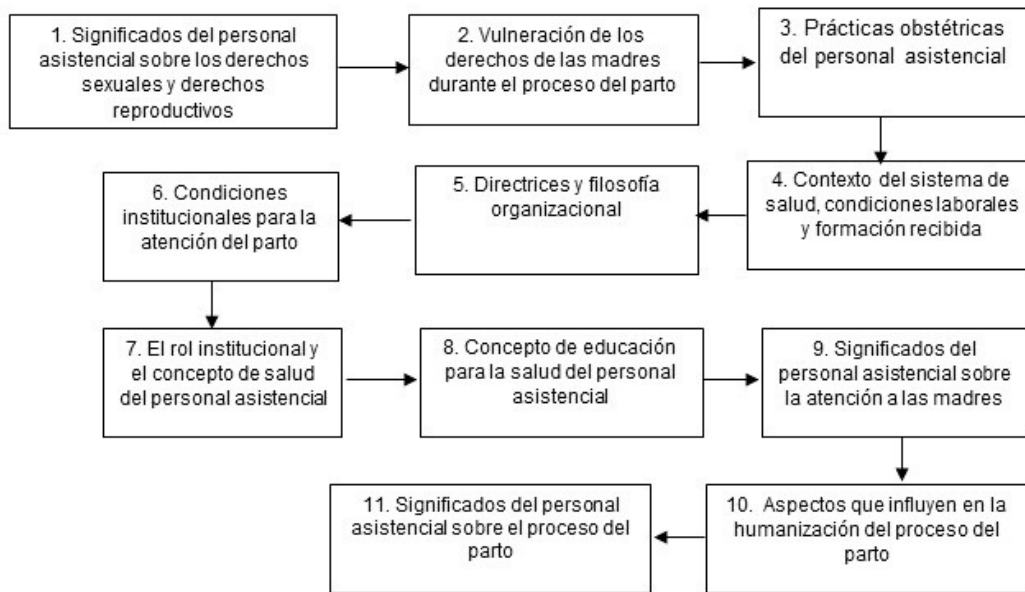 1. Significados del personal
asistencial sobre los derechos
sexuales y derechos
reproductivos
2. Vulneración de los
derechos de las madres
durante el proceso del parto
3. Prácticas obstétricas
del personal asistencial
4. Contexto del sistema de
salud, condiciones laborales
y formación recibida
5. Directrices y filosofía
organizacional
6. Condiciones
institucionales para la
atención del parto
7. El rol institucional y
el concepto de salud
del personal asistencial
8. Concepto de educación
para la salud del personal
asistencial
9. Significados del
personal asistencial sobre
la atención a las madres
10. Aspectos que influyen en la
humanización del proceso del
parto
11. Significados del personal
asistencial sobre el proceso del
parto